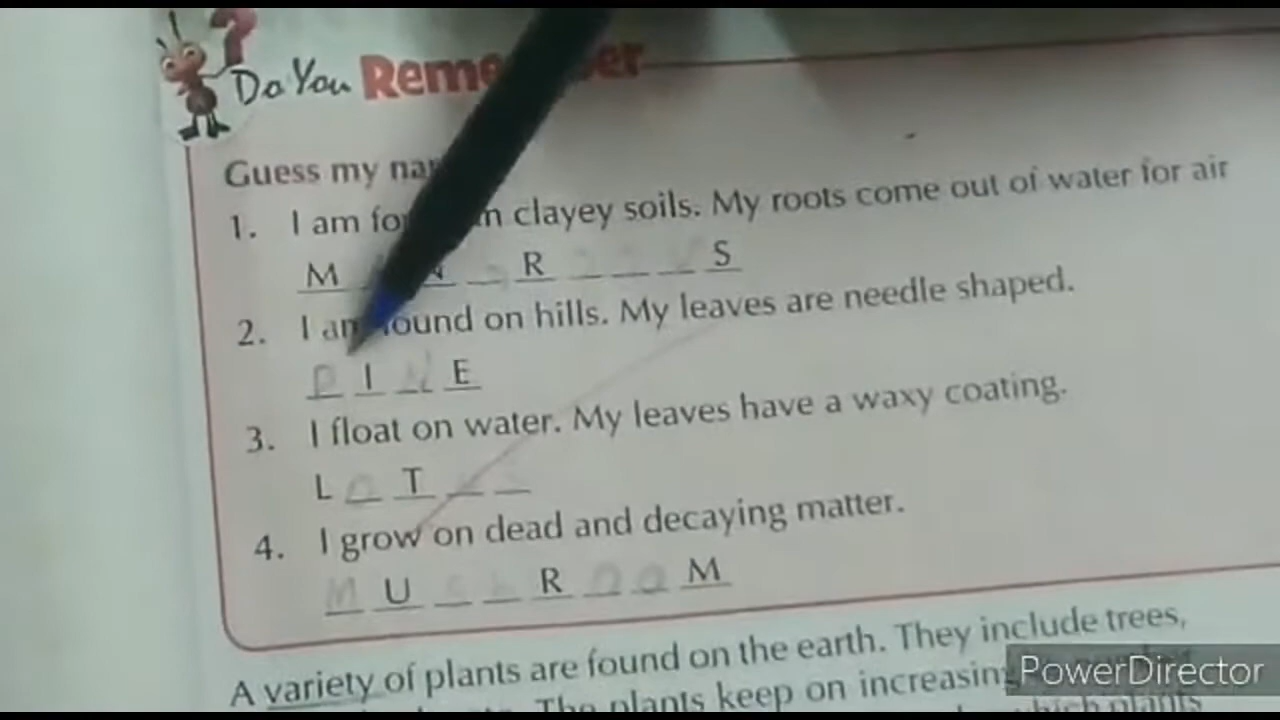 Do You Remember
Guess my
1. I am in clayey soils. My roots come out of water for air
M _ N _ R _ _ _ S
2. I am found on hills. My leaves are needle shaped.
P I N E
3. I float on water. My leaves have a waxy coating.
L O T _ _
4. I grow on dead and decaying matter.
M U S H R O O M
A variety of plants are found on the earth. They include trees,
The plants keep on increasing
which plants
PowerDirector